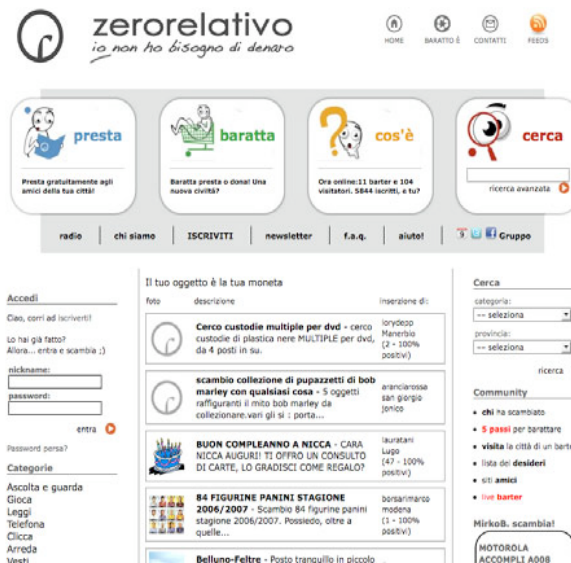 zerorelativo
io non ho bisogno di denaro
HOME
BARATTO È
CONTATTI
FEEDS
presta
Presta gratuitamente agli
amici della tua città!
baratta
Baratta presta o dona! Una
nuova civiltà?
cos'è
Ora online:11 barter e 104
visitatori. 5844 iscritti, e tu?
cerca
ricerca avanzata
radio
chi siamo
ISCRIVITI
newsletter
f.a.q.
aiuto!
Gruppo
Accedi
Ciao, corri ad iscriverti!
Lo hai già fatto?
Allora... entra e scambia ;)
nickname:
password:
entra
Password persa?
Categorie
Ascolta e guarda
Gioca
Leggi
Telefona
Clicca
Arreda
Vesti
Il tuo oggetto è la tua moneta
foto
descrizione
inserzione di:
Cerco custodie multiple per dvd - cerco
custodie di plastica nere MULTIPLE per dvd,
da 4 posti in su.
lorydepp
Manerbio
(2 - 100%
positivi)
scambio collezione di pupazzetti di bob
marley con qualsiasi cosa - 5 oggetti
raffiguranti il mito bob marley da
collezionare.vari gli si : porta...
aranciarossa
san giorgio
jonico
BUON COMPLEANNO A NICCA - CARA
NICCA AUGURI! TI OFFRO UN CONSULTO
DI CARTE, LO GRADISCI COME REGALO?
lauratani
Lugo
(47 - 100%
positivi)
84 FIGURINE PANINI STAGIONE
2006/2007 - Scambio 84 figurine panini
stagione 2006/2007. Possiedo, oltre a
quelle...
borsarimarco
modena
(1 - 100%
positivi)
Belluno-Feltre - Posto tranquillo in piccolo
Cerca
categoria:
-- seleziona
provincia:
-- seleziona
ricerca
Community
chi ha scambiato
5 passi per barattare
visita la città di un barte
lista dei desideri
siti amici
live barter
MirkoB. scambia!
MOTOROLA
ACCOMPLI A008